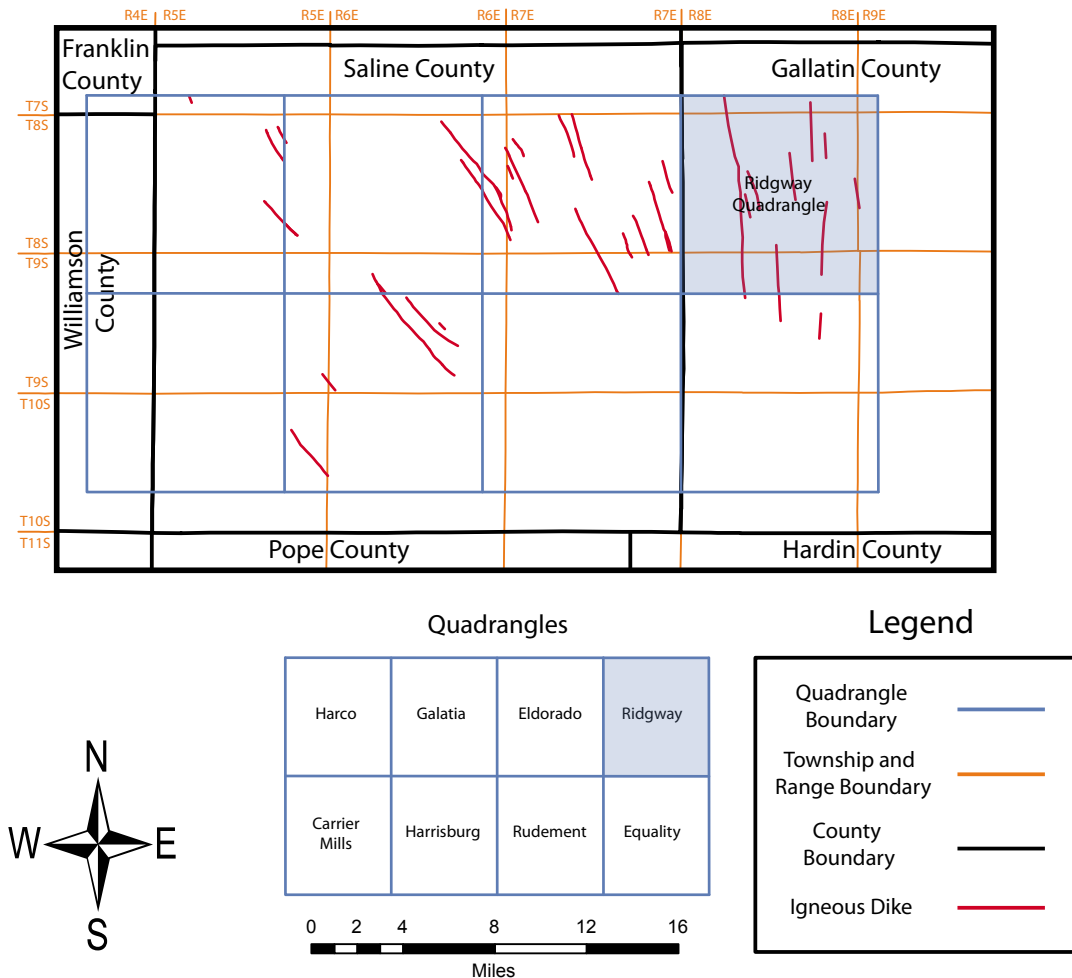 R4E R5E
R5E R6E
R6E R7E
R7E R8E
R8E R9E
Franklin
County
Saline County
Gallatin County
T7S
T8S
Ridgway
Quadrangle
T8S
T9S
Williamson
County
T9S
T10S
T10S
T11S
Pope County
Hardin County
Quadrangles
Harco
Galatia
Eldorado
Ridgway
Carrier
Mills
Harrisburg
Rudement
Equality
N
W
E
S
0 2 4 8 12 16
Miles
Legend
Quadrangle
Boundary
Township and
Range Boundary
County
Boundary
Igneous Dike